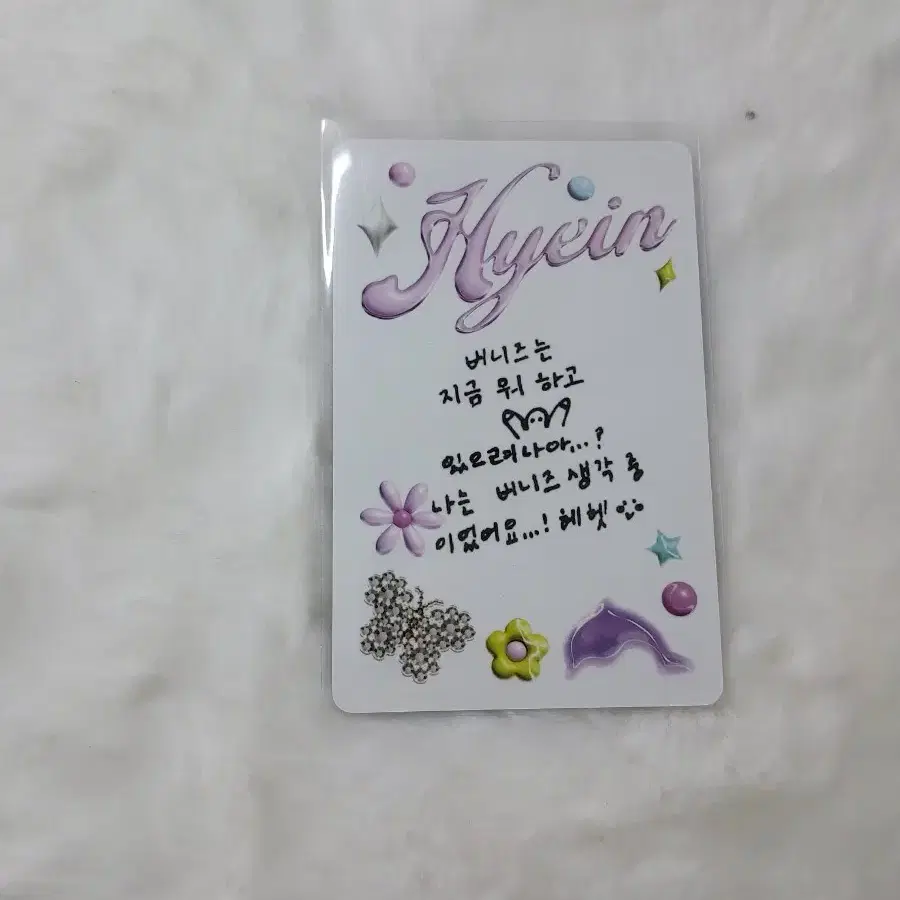 Hyein
버니즈는
지금 뭐 하고
있으려나아...?
나는 버니즈 생각 중
이었어요...! 헤헷